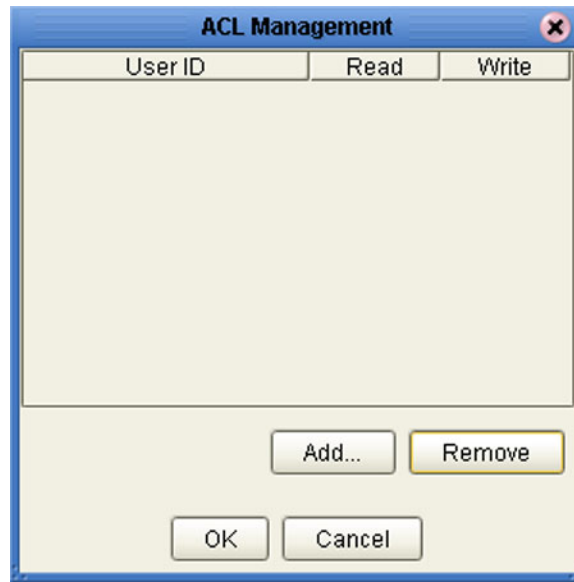 ACL Management
User ID Read Write
Add... Remove
OK Cancel